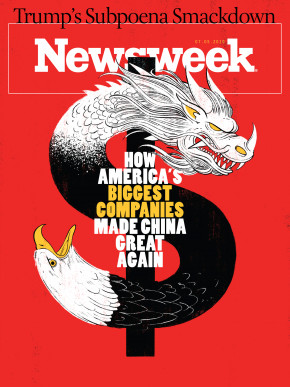 Trump's Subpoena Smackdown
Newsweek
HOW
AMERICA'S
BIGGEST
COMPANIES
MADE CHINA
GREAT
AGAIN